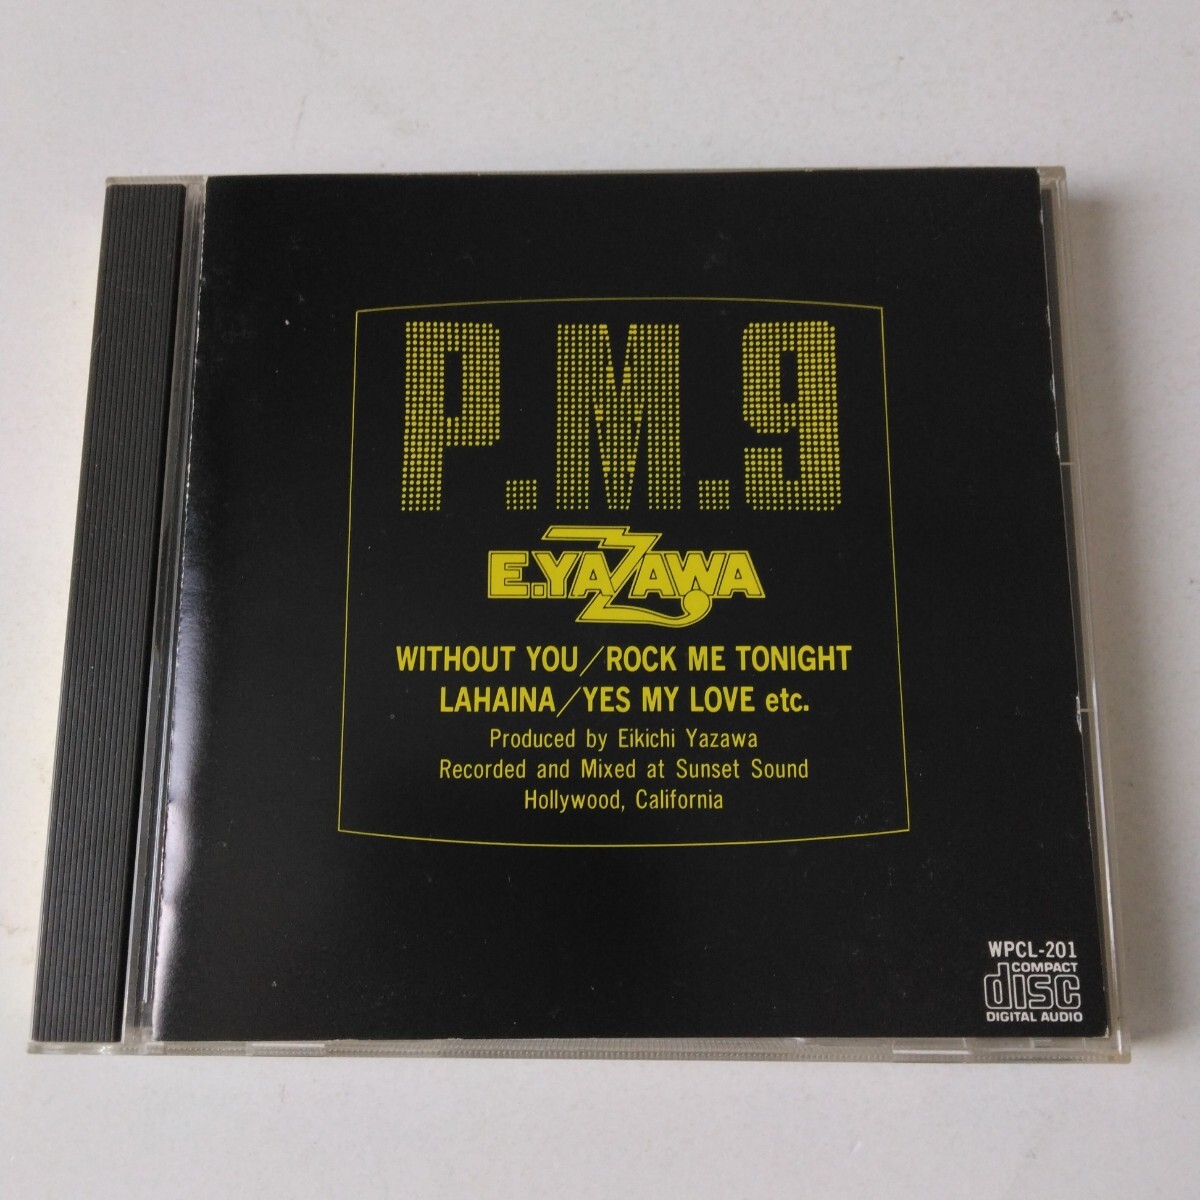 P.M.9
E.YAZAWA
WITHOUT YOU/ROCK ME TONIGHT
LAHAINA/YES MY LOVE etc.
Produced by Eikichi Yazawa
Recorded and Mixed at Sunset Sound
Hollywood, California
WPCL-201
COMPACT
disc
DIGITAL AUDIO